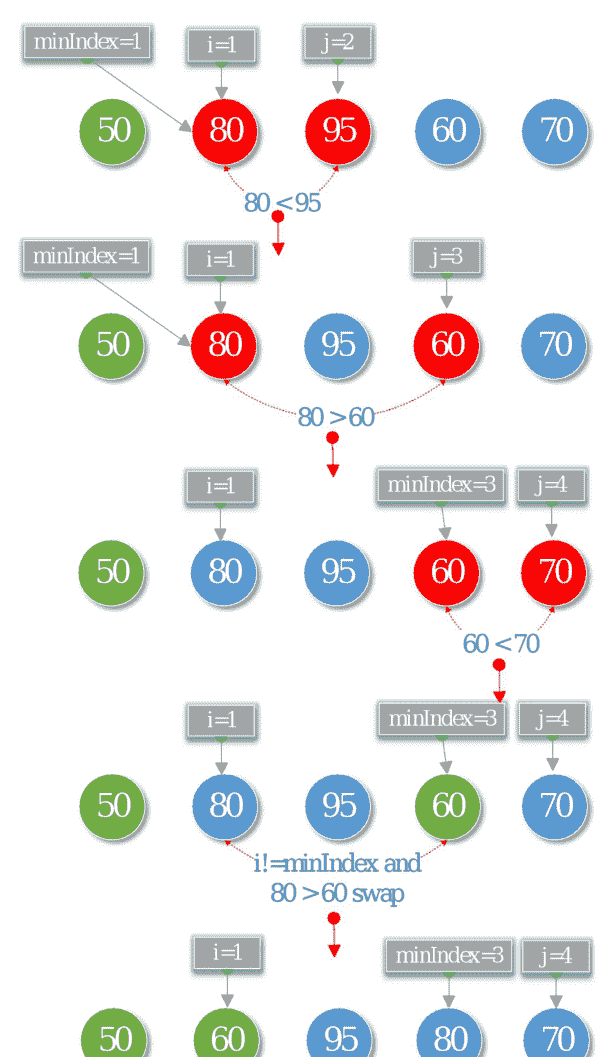 minIndex=1 i=1 j=2
50 80 95 60 70
80 < 95
minIndex=1 i=1 j=3
50 80 95 60 70
80 > 60
i=1 minIndex=3 j=4
50 80 95 60 70
60 < 70
i=1 minIndex=3 j=4
50 80 95 60 70
i!=minIndex and
80 > 60 swap
i=1 minIndex=3 j=4
50 60 95 80 70